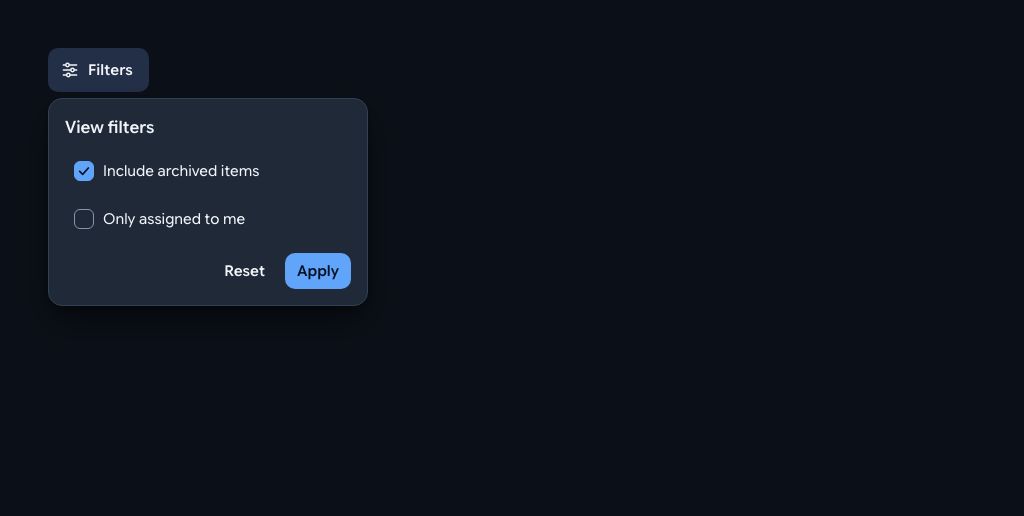 Filters
View filters
Include archived items
Only assigned to me
Reset Apply